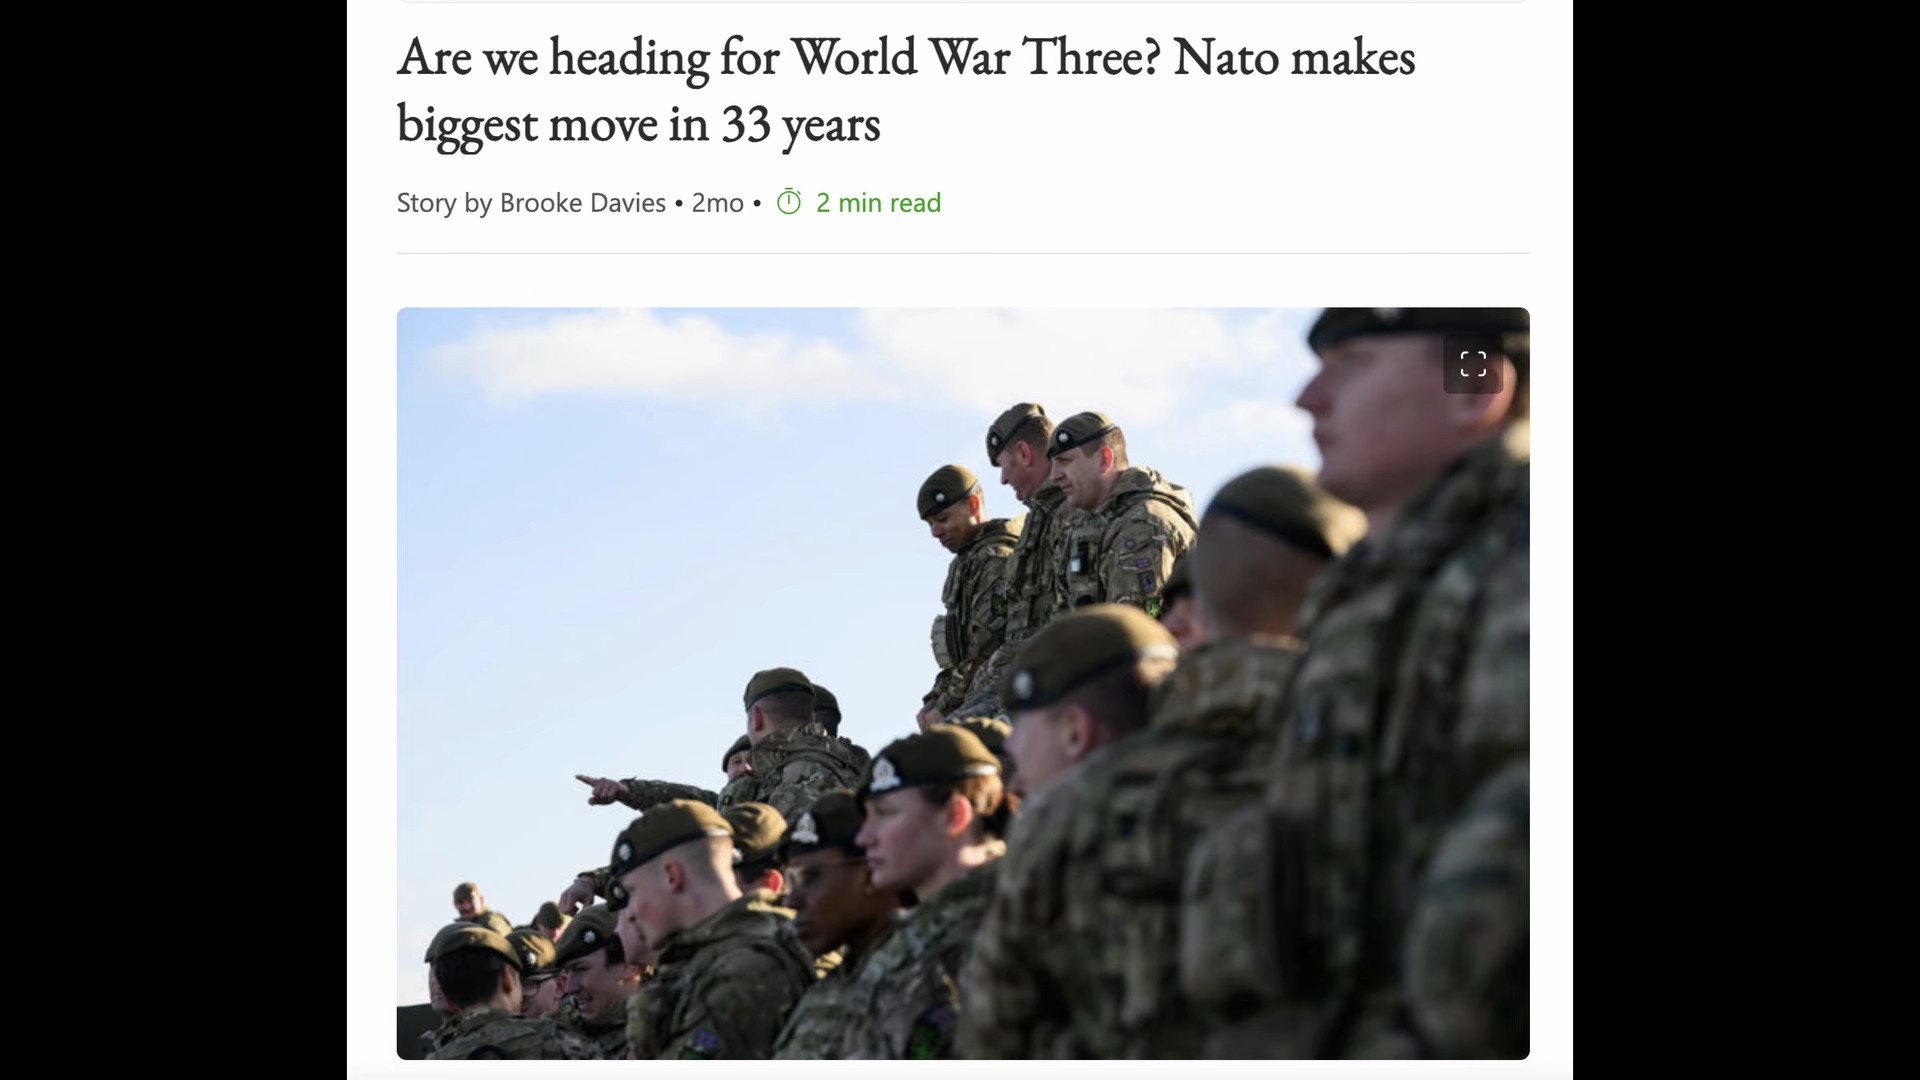 Are we heading for World War Three? Nato makes
biggest move in 33 years
Story by Brooke Davies • 2mo • 2 min read